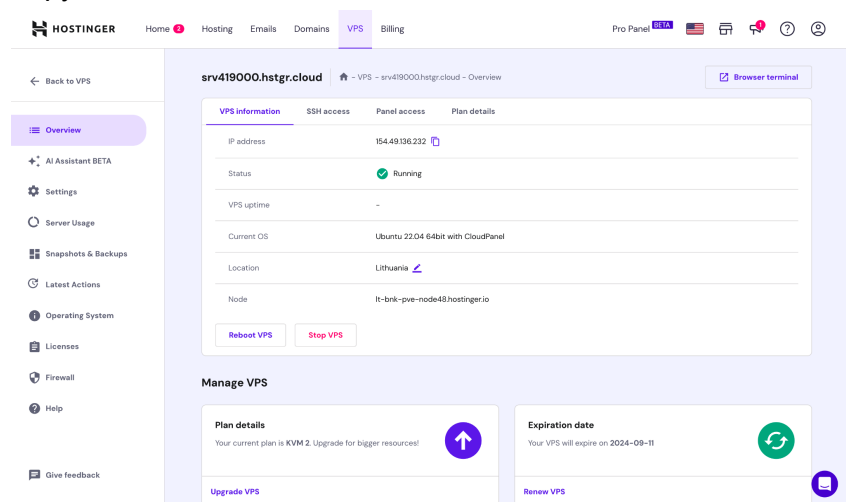 HOSTINGER
Home 2 Hosting Emails Domains VPS Billing Pro Panel BETA 1
Back to VPS
srv419000.hstgr.cloud - VPS - srv419000.hstgr.cloud - Overview Browser terminal
VPS information SSH access Panel access Plan details
Overview
AI Assistant BETA
Settings
Server Usage
Snapshots & Backups
Latest Actions
Operating System
Licenses
Firewall
Help
Give feedback
IP address 154.49.136.232
Status Running
VPS uptime -
Current OS Ubuntu 22.04 64bit with CloudPanel
Location Lithuania
Node lt-bnk-pve-node48.hostinger.io
Reboot VPS Stop VPS
Manage VPS
Plan details
Your current plan is KVM 2. Upgrade for bigger resources!
Upgrade VPS
Expiration date
Your VPS will expire on 2024-09-11
Renew VPS